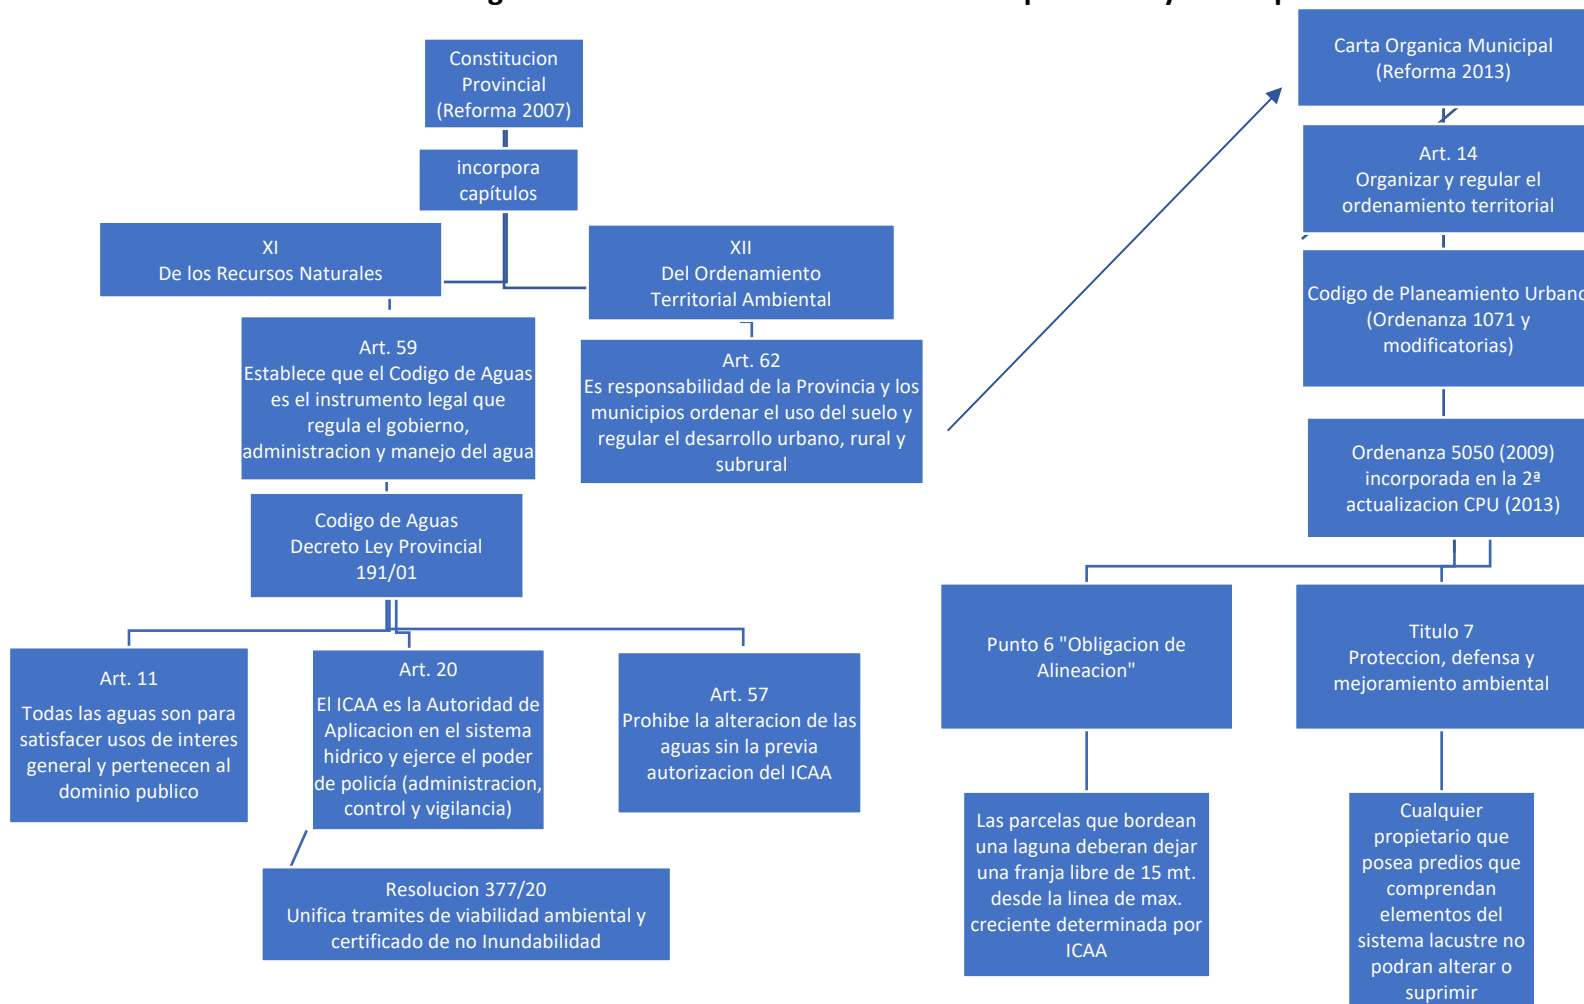 Constitucion
Provincial
(Reforma 2007)
incorpora
capítulos
XI
De los Recursos Naturales
XII
Del Ordenamiento
Territorial Ambiental
Art. 59
Establece que el Codigo de Aguas
es el instrumento legal que
regula el gobierno,
administracion y manejo del agua
Art. 62
Es responsabilidad de la Provincia y los
municipios ordenar el uso del suelo y
regular el desarrollo urbano, rural y
subrural
Codigo de Aguas
Decreto Ley Provincial
191/01
Art. 11
Todas las aguas son para
satisfacer usos de interes
general y pertenecen al
dominio publico
Art. 20
El ICAA es la Autoridad de
Aplicacion en el sistema
hidrico y ejerce el poder
de policía (administracion,
control y vigilancia)
Art. 57
Prohibe la alteracion de las
aguas sin la previa
autorizacion del ICAA
Resolucion 377/20
Unifica tramites de viabilidad ambiental y
certificado de no Inundabilidad
Carta Organica Municipal
(Reforma 2013)
Art. 14
Organizar y regular el
ordenamiento territorial
Codigo de Planeamiento Urbano
(Ordenanza 1071 y
modificatorias)
Ordenanza 5050 (2009)
incorporada en la 2ª
actualizacion CPU (2013)
Punto 6 "Obligacion de
Alineacion"
Titulo 7
Proteccion, defensa y
mejoramiento ambiental
Las parcelas que bordean
una laguna deberan dejar
una franja libre de 15 mt.
desde la linea de max.
creciente determinada por
ICAA
Cualquier
propietario que
posea predios que
comprendan
elementos del
sistema lacustre no
podran alterar o
suprimir